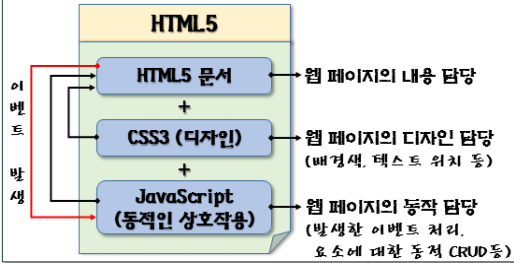 HTML5
HTML5 문서
웹 페이지의 내용 담당
+
CSS3 (디자인)
웹 페이지의 디자인 담당
(배경색, 텍스트 위치 등)
+
JavaScript
(동적인 상호작용)
웹 페이지의 동작 담당
(발생한 이벤트 처리,
요소에 대한 동적 CRUD등)
이벤트 발생